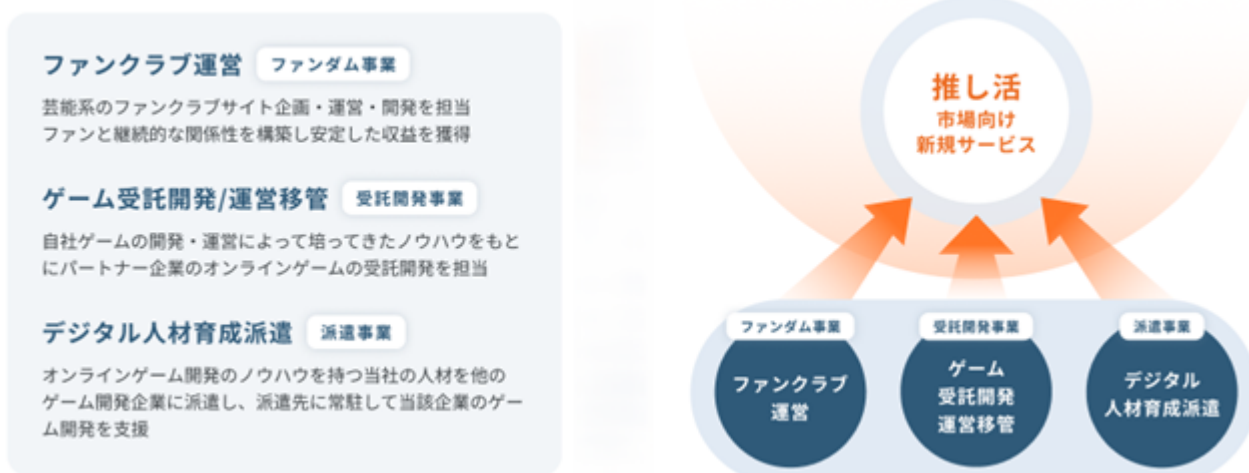 ファンクラブ運営 ファンダム事業
芸能系のファンクラブサイト企画・運営・開発を担当
ファンと継続的な関係性を構築し安定した収益を獲得
ゲーム受託開発/運営移管 受託開発事業
自社ゲームの開発・運営によって培ってきたノウハウをもと
にパートナー企業のオンラインゲームの受託開発を担当
デジタル人材育成派遣 派遣事業
オンラインゲーム開発のノウハウを持つ当社の人材を他の
ゲーム開発企業に派遣し、派遣先に常駐して当該企業のゲー
ム開発を支援
推し活
市場向け
新規サービス
ファンダム事業
ファンクラブ
運営
受託開発事業
ゲーム
受託開発
運営移管
派遣事業
デジタル
人材育成派遣